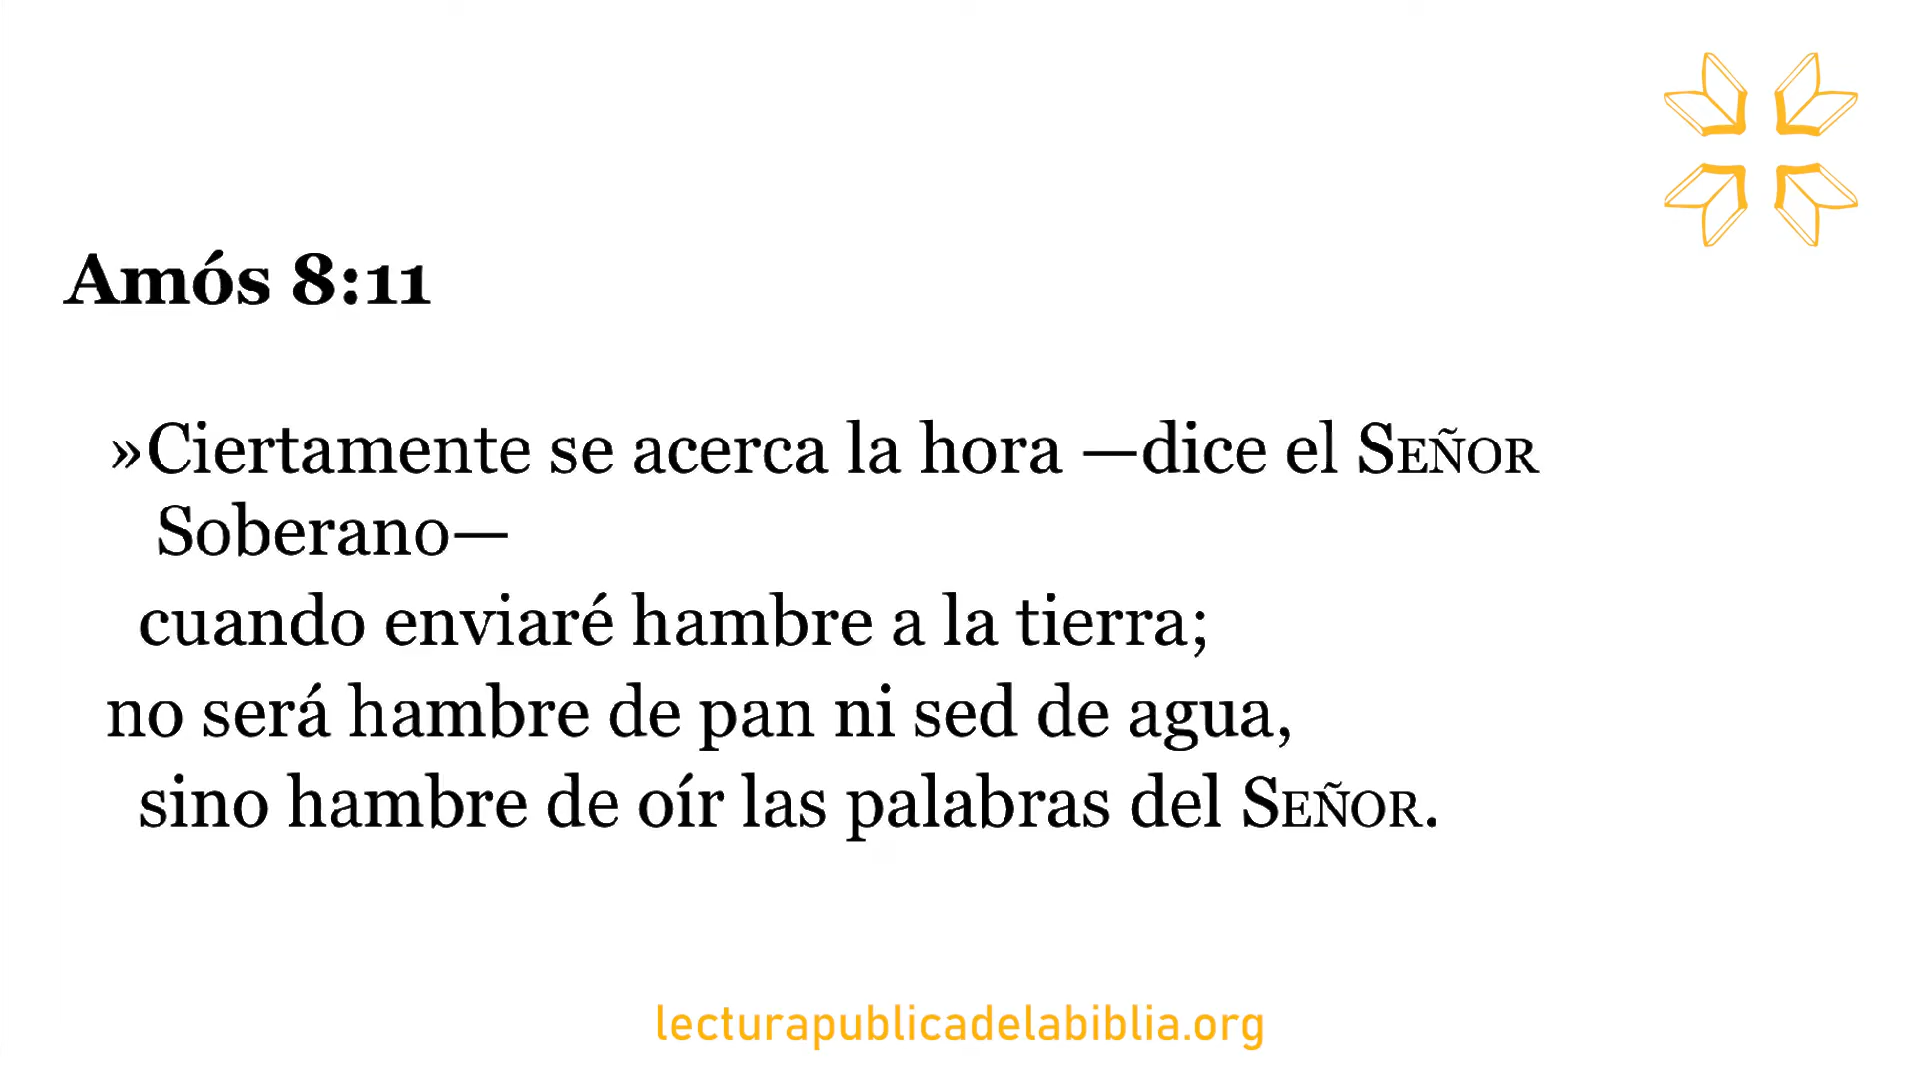 Amós 8:11
»Ciertamente se acerca la hora —dice el SEÑOR
Soberano—
cuando enviaré hambre a la tierra;
no será hambre de pan ni sed de agua,
sino hambre de oír las palabras del SEÑOR.
lecturapublicadelabiblia.org